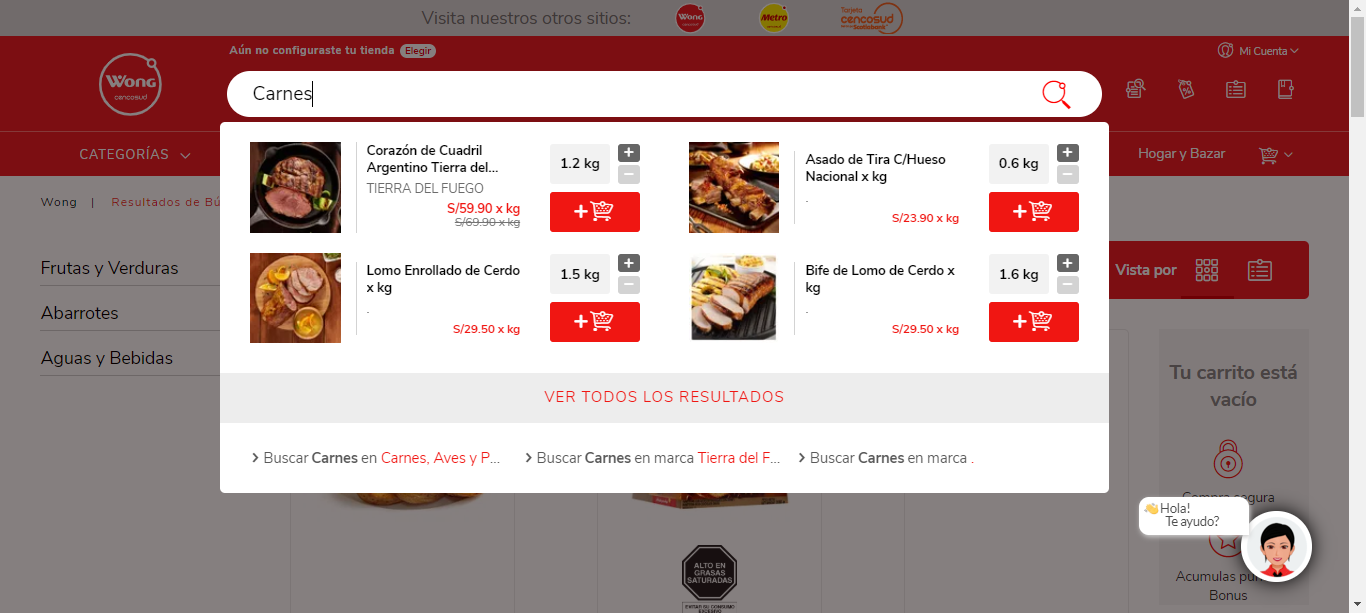 Visita nuestros otros sitios:
Wong
cencosud
Metro
cencosud
Tarjeta
cencosud
Scotiabank
Aún no configuraste tu tienda Elegir
Mi Cuenta
Wong
cencosud
Carnes
CATEGORÍAS
Hogar y Bazar
Wong | Resultados de Bú
Frutas y Verduras
Abarrotes
Aguas y Bebidas
Corazón de Cuadril
Argentino Tierra del...
TIERRA DEL FUEGO
S/59.90 x kg
S/69.90 x kg
1.2 kg
+
−
+
Asado de Tira C/Hueso
Nacional x kg
.
S/23.90 x kg
0.6 kg
+
−
+
Lomo Enrollado de Cerdo
x kg
.
S/29.50 x kg
1.5 kg
+
−
+
Bife de Lomo de Cerdo x
kg
.
S/29.50 x kg
1.6 kg
+
−
+
VER TODOS LOS RESULTADOS
> Buscar Carnes en Carnes, Aves y P...
> Buscar Carnes en marca Tierra del F...
> Buscar Carnes en marca .
Vista por
Tu carrito está
vacío
Compra segura
Hola!
Te ayudo?
Acumulas pun
Bonus
ALTO EN
GRASAS
SATURADAS
EVITAR SU CONSUMO
EXCESIVO